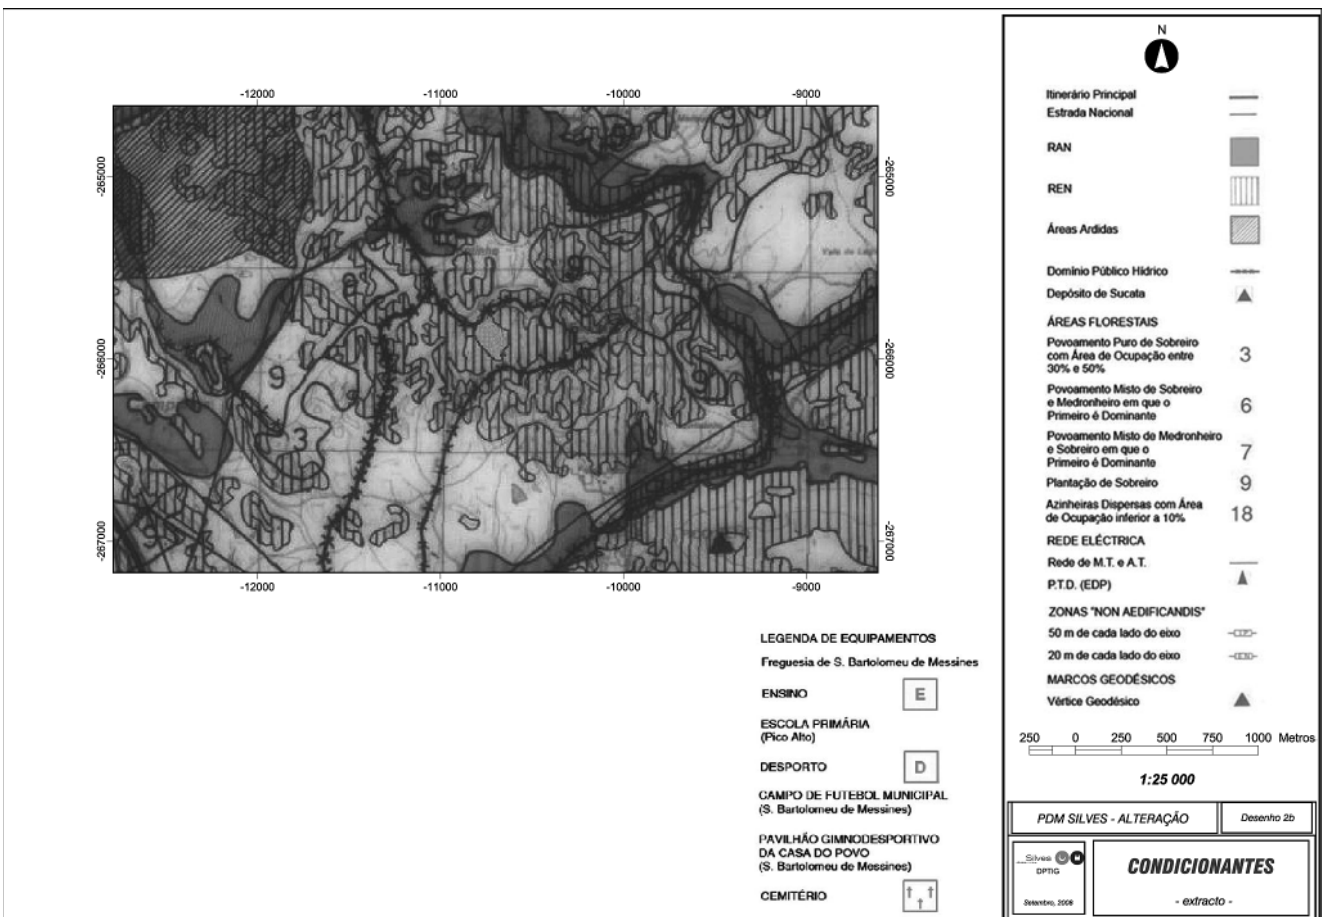 -12000
-11000
-10000
-9000
-265000
-265000
-266000
-266000
-267000
-267000
9
3
9
9
-12000
-11000
-10000
-9000
N
Itinerário Principal
Estrada Nacional
RAN
REN
Áreas Ardidas
Domínio Público Hídrico
Depósito de Sucata
ÁREAS FLORESTAIS
Povoamento Puro de Sobreiro
com Área de Ocupação entre
30% e 50%
3
Povoamento Misto de Sobreiro
e Medronheiro em que o
Primeiro é Dominante
6
Povoamento Misto de Medronheiro
e Sobreiro em que o
Primeiro é Dominante
7
Plantação de Sobreiro
9
Azinheiras Dispersas com Área
de Ocupação inferior a 10%
18
REDE ELÉCTRICA
Rede de M.T. e A.T.
P.T.D. (EDP)
ZONAS "NON AEDIFICANDIS"
50 m de cada lado do eixo
20 m de cada lado do eixo
MARCOS GEODÉSICOS
Vértice Geodésico
250 0 250 500 750 1000 Metros
1:25 000
PDM SILVES - ALTERAÇÃO
Desenho 2b
Silves
DPTIG
Setembro, 2008
CONDICIONANTES
- extracto -
LEGENDA DE EQUIPAMENTOS
Freguesia de S. Bartolomeu de Messines
ENSINO
E
ESCOLA PRIMÁRIA
(Pico Alto)
DESPORTO
D
CAMPO DE FUTEBOL MUNICIPAL
(S. Bartolomeu de Messines)
PAVILHÃO GIMNODESPORTIVO
DA CASA DO POVO
(S. Bartolomeu de Messines)
CEMITÉRIO